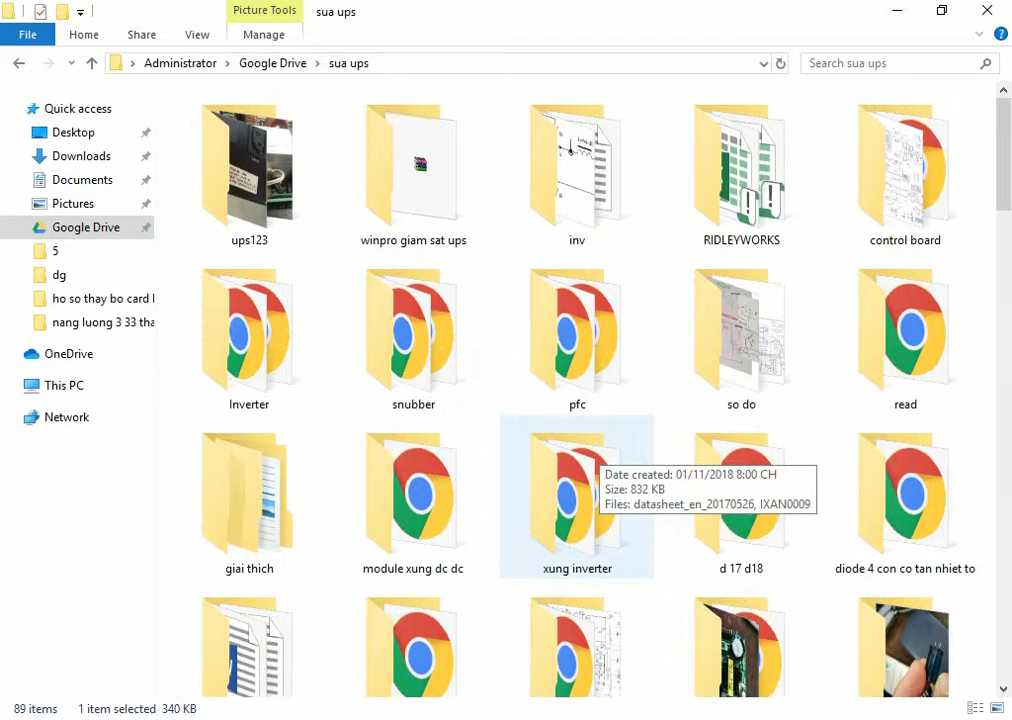 Picture Tools
sua ups
File
Home
Share
View
Manage
Administrator
Google Drive
sua ups
Search sua ups
Quick access
Desktop
Downloads
Documents
Pictures
Google Drive
5
dg
ho so thay bo card l
nang luong 3 33 tha
OneDrive
This PC
Network
ups123
winpro giam sat ups
inv
RIDLEYWORKS
control board
Inverter
snubber
pfc
so do
read
Date created: 01/11/2018 8:00 CH
Size: 832 KB
Files: datasheet_en_20170526, IXAN0009
giai thich
module xung dc dc
xung inverter
d 17 d18
diode 4 con co tan nhiet to
89 items
1 item selected 340 KB